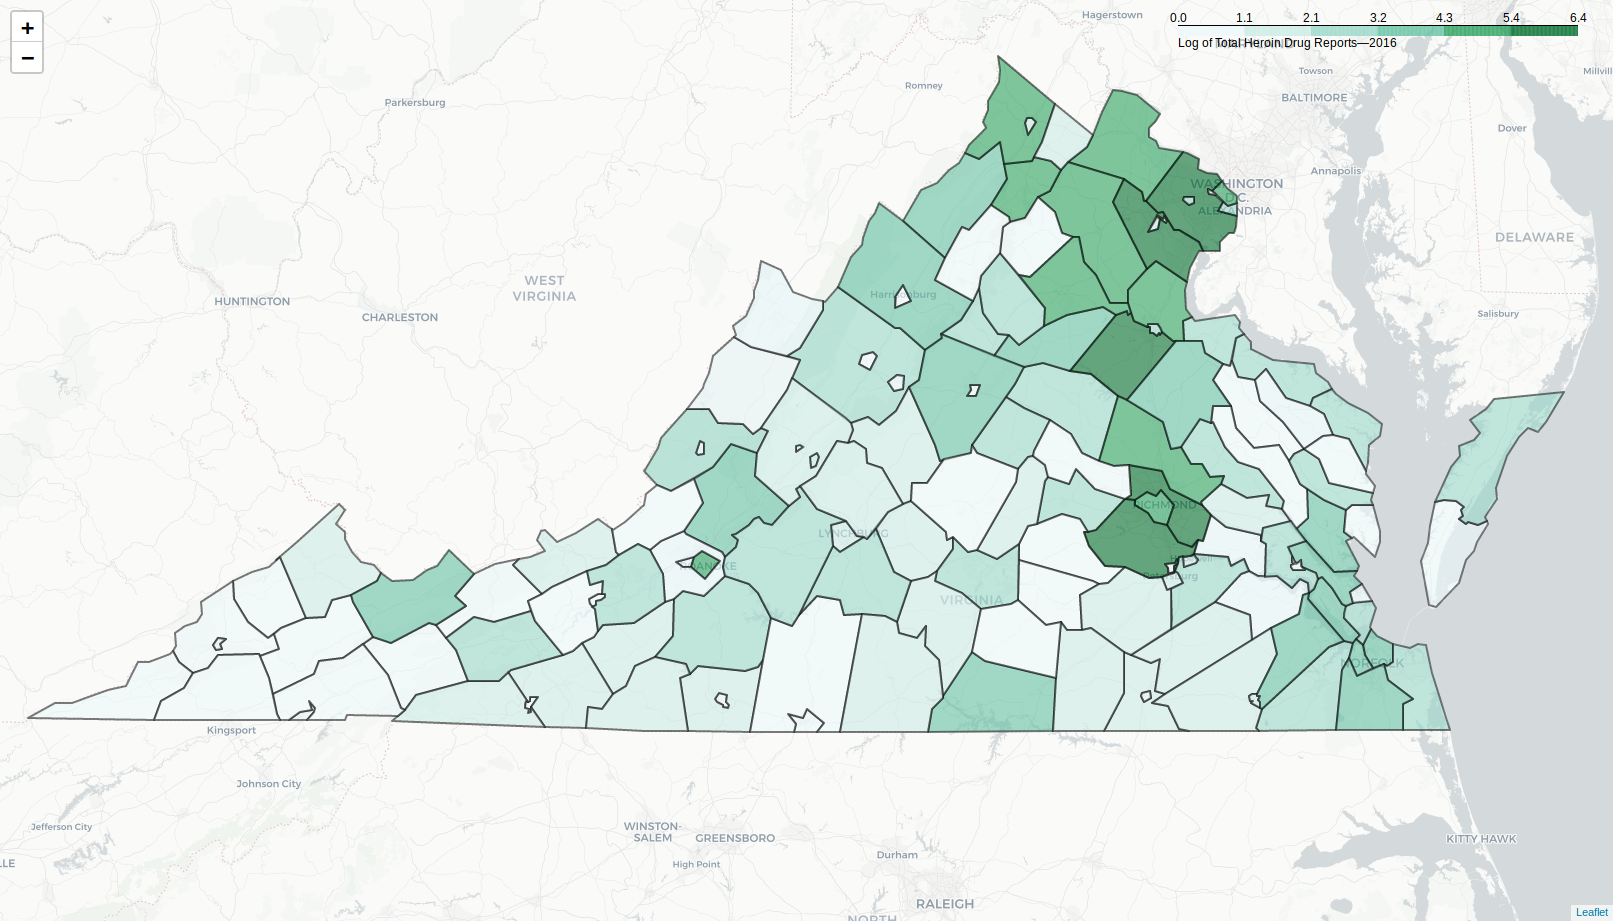 +
−
0.0 1.1 2.1 3.2 4.3 5.4 6.4
Log of Total Heroin Drug Reports—2016
Hagerstown
Romney
Towson
Millvill
BALTIMORE
Parkersburg
Dover
Annapolis
WASHINGTON
D.C.
ALEXANDRIA
DELAWARE
WEST
VIRGINIA
Harrisonburg
HUNTINGTON
CHARLESTON
Salisbury
RICHMOND
LYNCHBURG
ROANOKE
Petersburg
VIRGINIA
NORFOLK
Kingsport
Johnson City
Jefferson City
WINSTON-
SALEM
GREENSBORO
KITTY HAWK
Durham
LLE
High Point
RALEIGH
NORTH
Leaflet